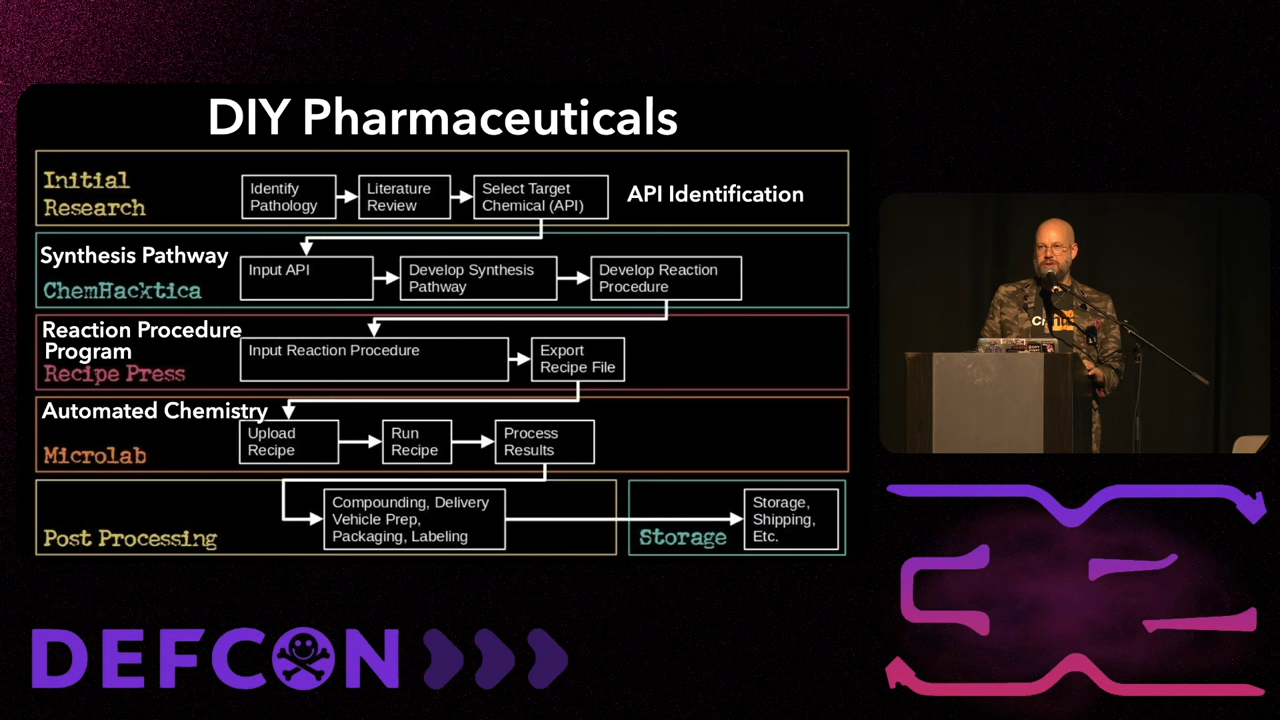 DIY Pharmaceuticals
Initial
Research
Identify
Pathology
Literature
Review
Select Target
Chemical (API)
API Identification
Synthesis Pathway
ChemHacktica
Input API
Develop Synthesis
Pathway
Develop Reaction
Procedure
Reaction Procedure
Program
Recipe Press
Input Reaction Procedure
Export
Recipe File
Automated Chemistry
Microlab
Upload
Recipe
Run
Recipe
Process
Results
Post Processing
Compounding, Delivery
Vehicle Prep,
Packaging, Labeling
Storage
Storage,
Shipping,
Etc.
DEFCON